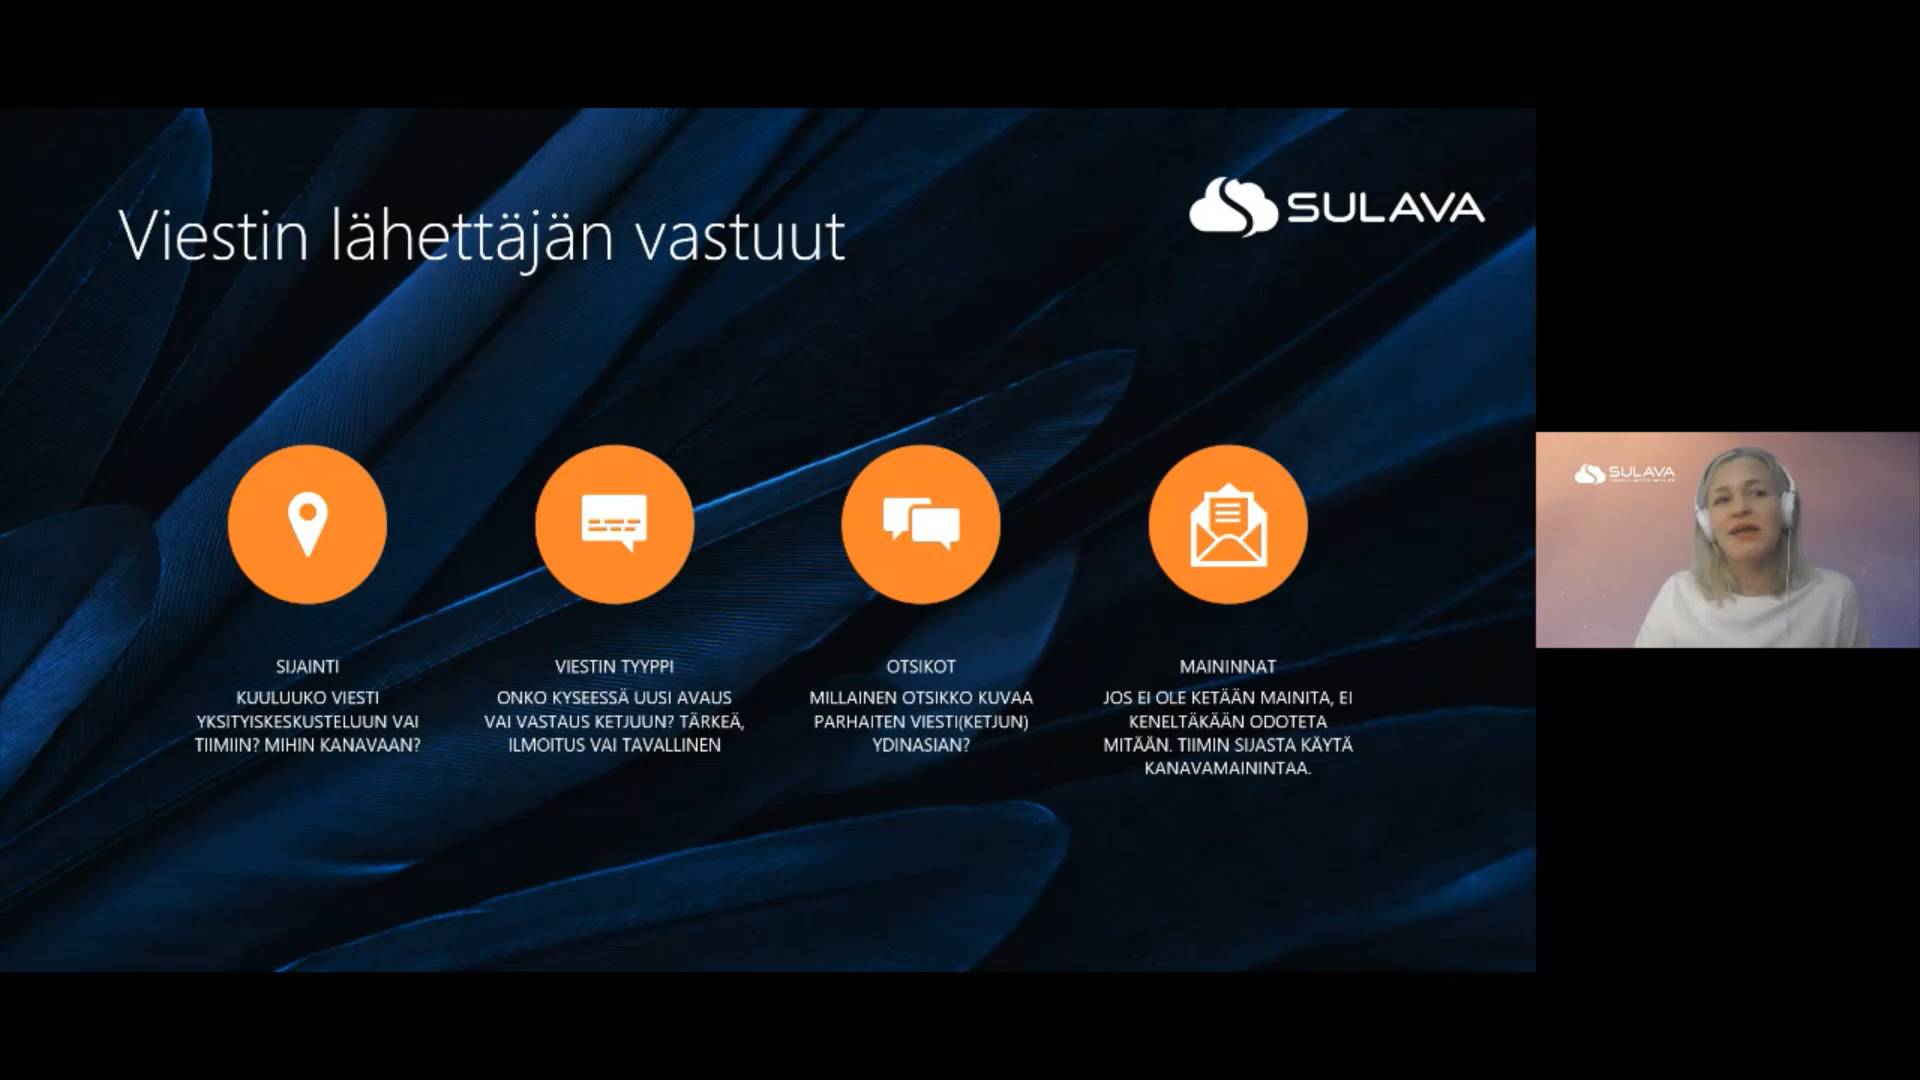 Viestin lähettäjän vastuut
SULAVA
SIJAINTI
KUULUUKO VIESTI
YKSITYISKESKUSTELUUN VAI
TIIMIIN? MIHIN KANAVAAN?
VIESTIN TYYPPI
ONKO KYSEESSÄ UUSI AVAUS
VAI VASTAUS KETJUUN? TÄRKEÄ,
ILMOITUS VAI TAVALLINEN
OTSIKOT
MILLAINEN OTSIKKO KUVAA
PARHAITEN VIESTI(KETJUN)
YDINASIAN?
MAININNAT
JOS EI OLE KETÄÄN MAINITA, EI
KENELTÄKÄÄN ODOTETA
MITÄÄN. TIIMIN SIJASTA KÄYTÄ
KANAVAMAININTAA.
SULAVA